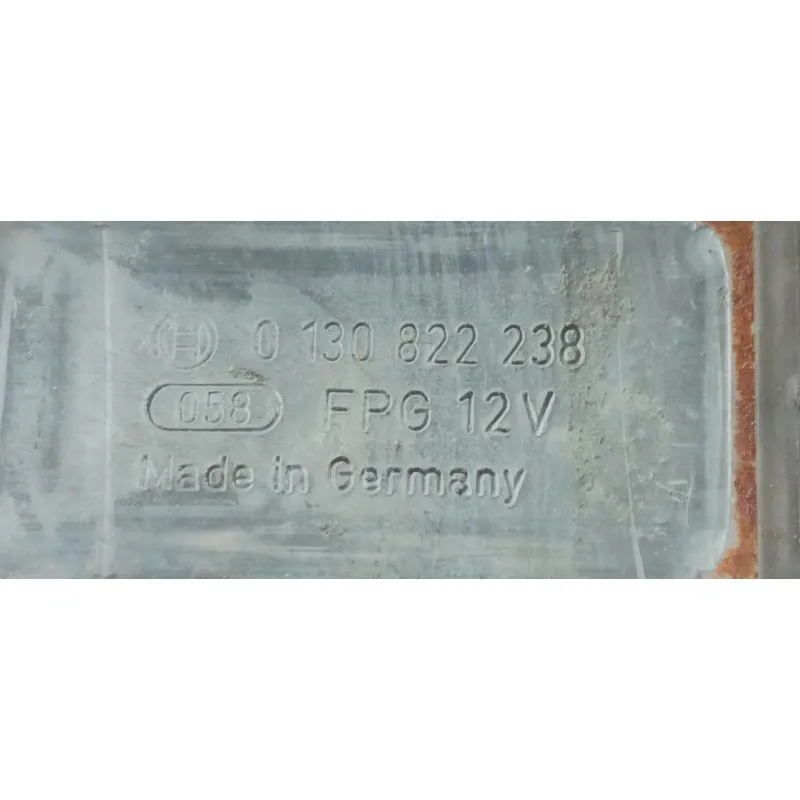 0 130 822 238
058 FPG 12V
Made in Germany